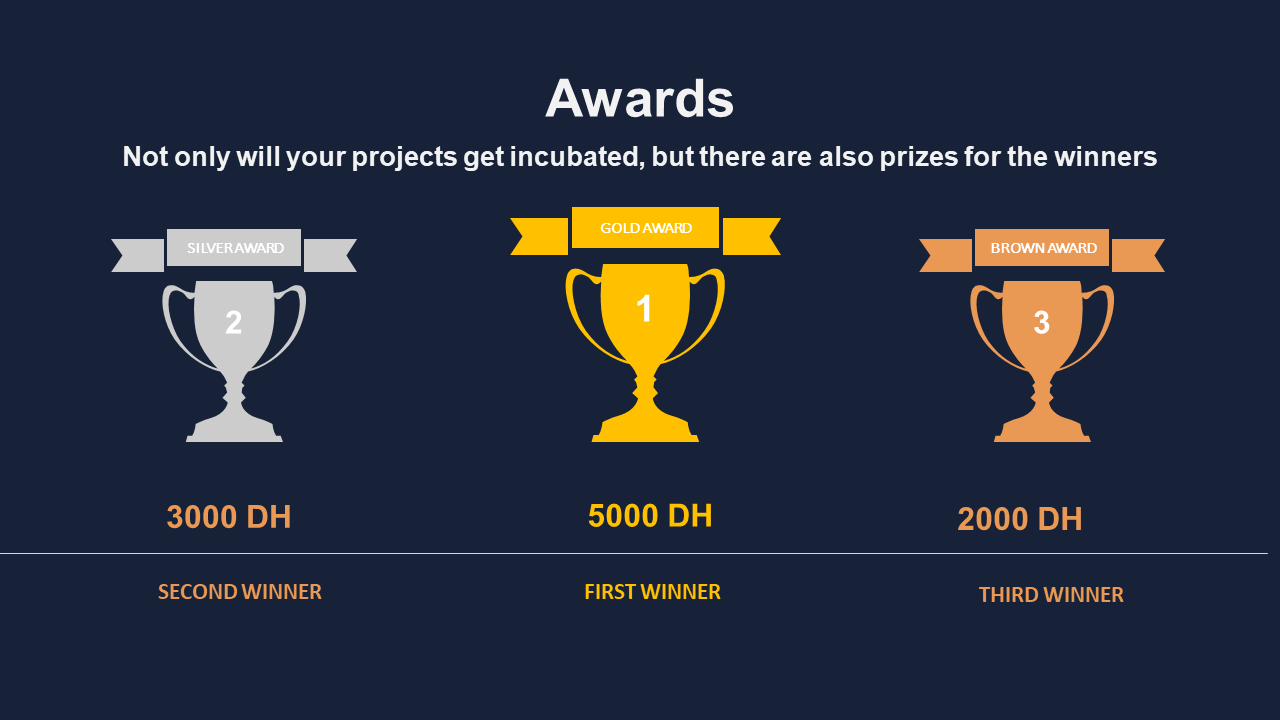 Awards
Not only will your projects get incubated, but there are also prizes for the winners
SILVER AWARD
2
3000 DH
SECOND WINNER
GOLD AWARD
1
5000 DH
FIRST WINNER
BROWN AWARD
3
2000 DH
THIRD WINNER